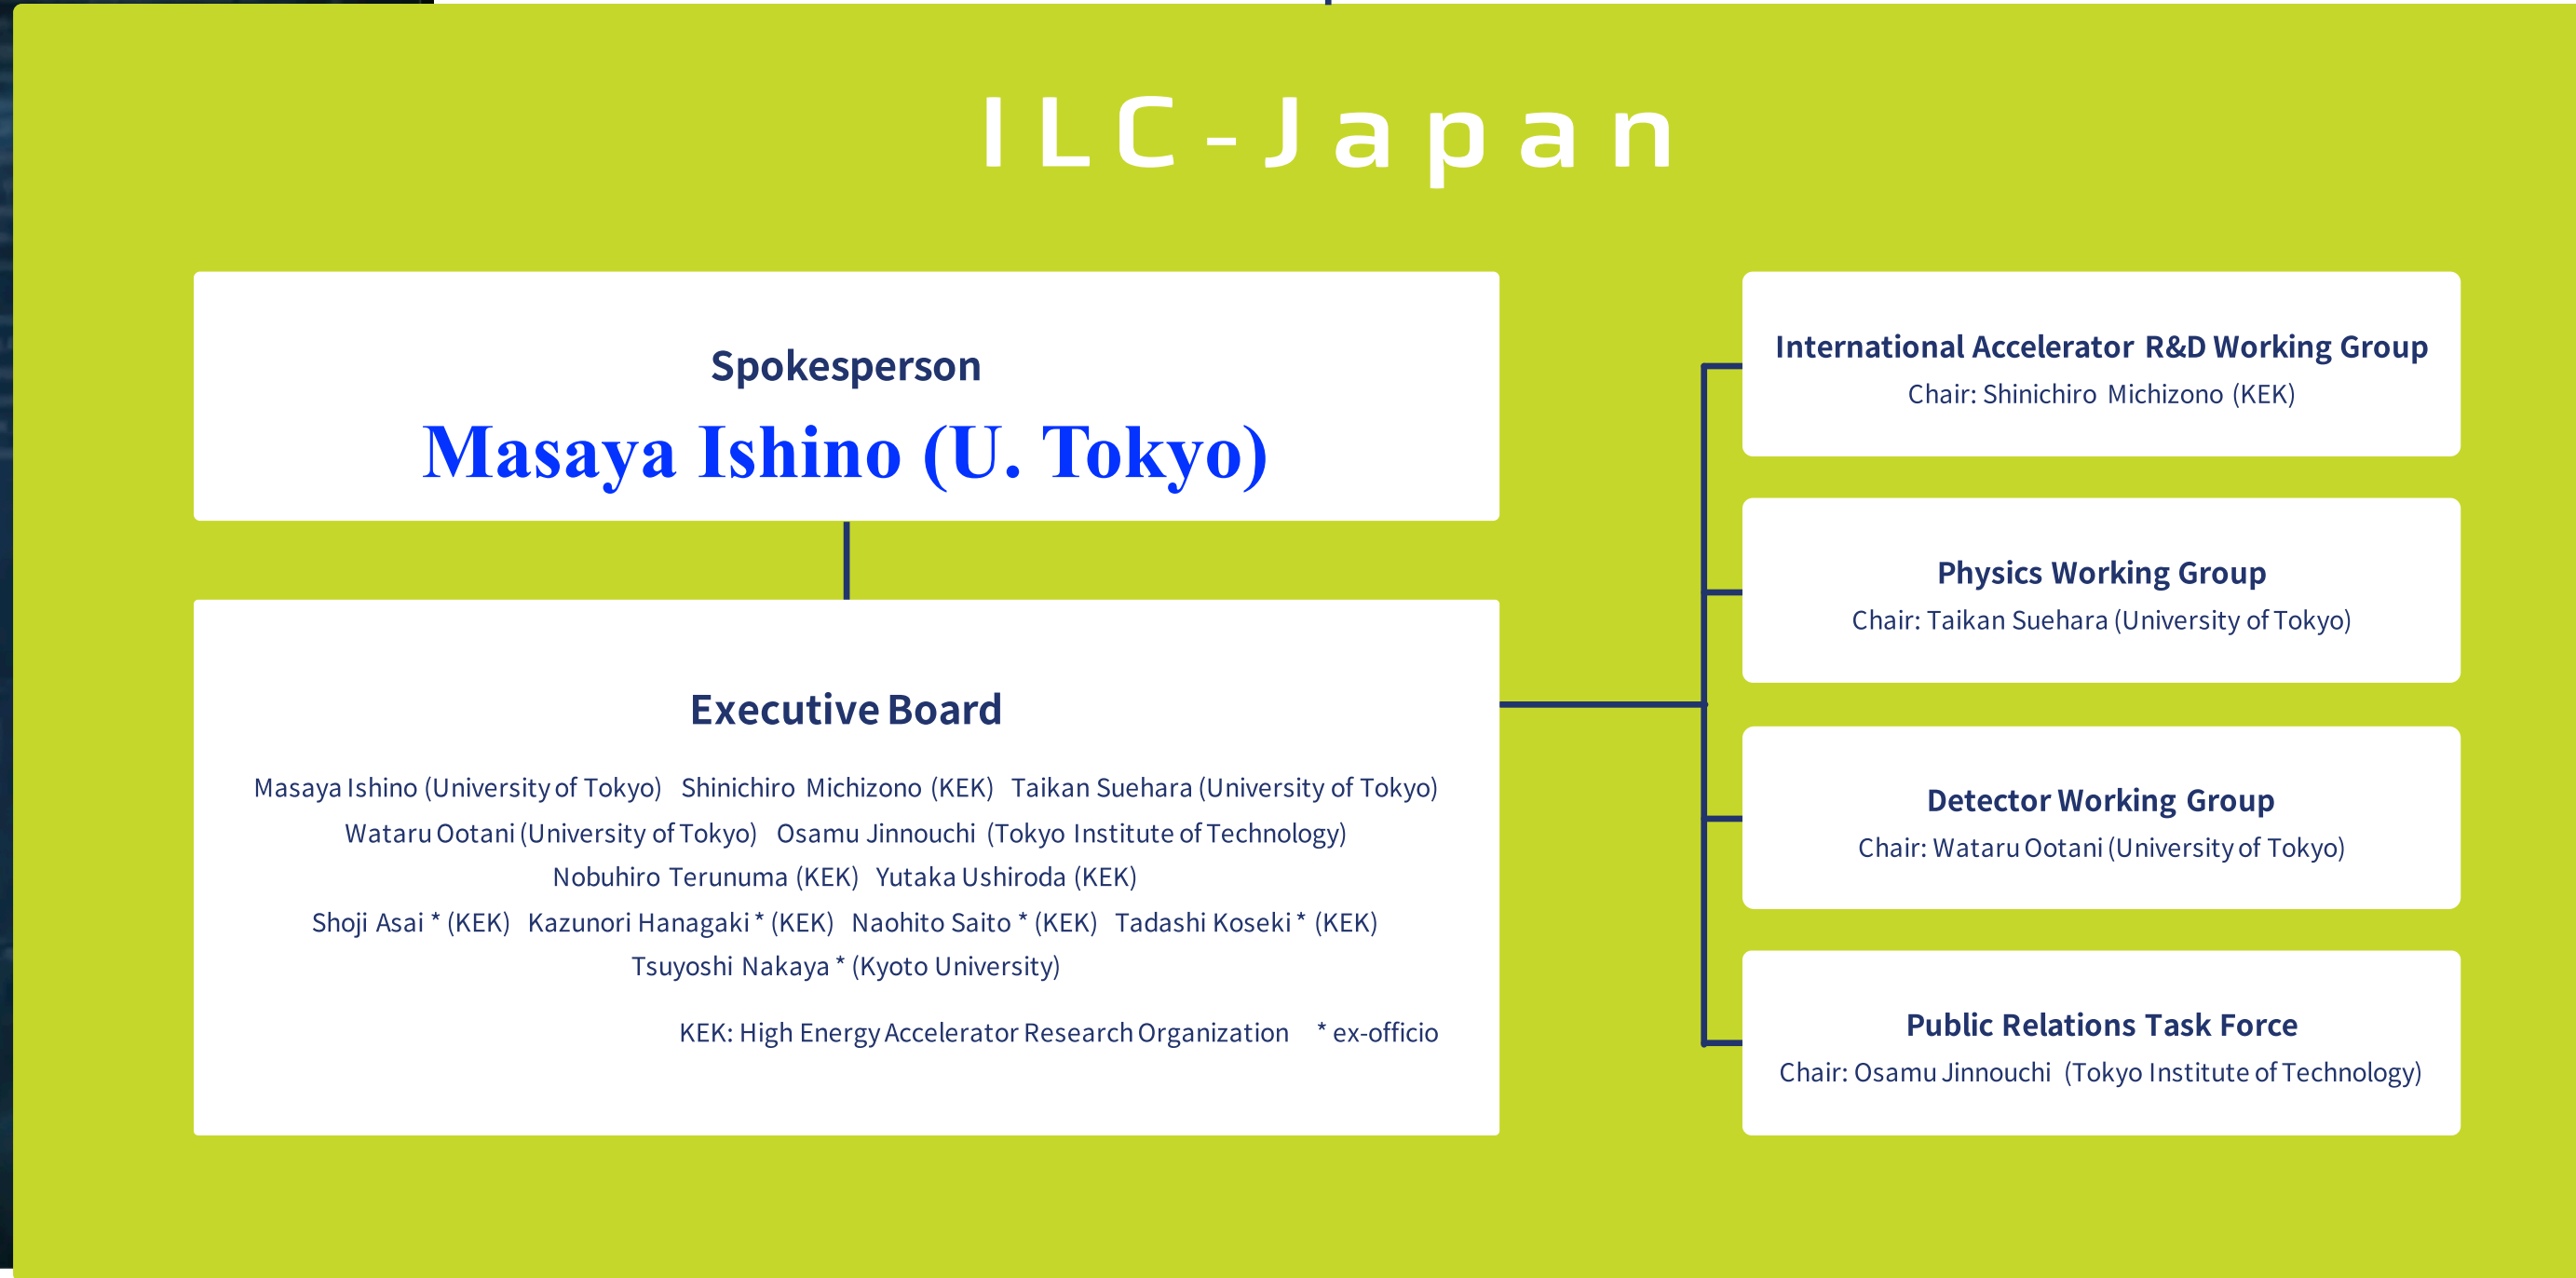 ILC-Japan
Spokesperson
Masaya Ishino (U. Tokyo)
Executive Board
Masaya Ishino (University of Tokyo) Shinichiro Michizono (KEK) Taikan Suehara (University of Tokyo)
Wataru Ootani (University of Tokyo) Osamu Jinnouchi (Tokyo Institute of Technology)
Nobuhiro Terunuma (KEK) Yutaka Ushiroda (KEK)
Shoji Asai * (KEK) Kazunori Hanagaki * (KEK) Naohito Saito * (KEK) Tadashi Koseki * (KEK)
Tsuyoshi Nakaya * (Kyoto University)
KEK: High Energy Accelerator Research Organization * ex-officio
International Accelerator R&D Working Group
Chair: Shinichiro Michizono (KEK)
Physics Working Group
Chair: Taikan Suehara (University of Tokyo)
Detector Working Group
Chair: Wataru Ootani (University of Tokyo)
Public Relations Task Force
Chair: Osamu Jinnouchi (Tokyo Institute of Technology)